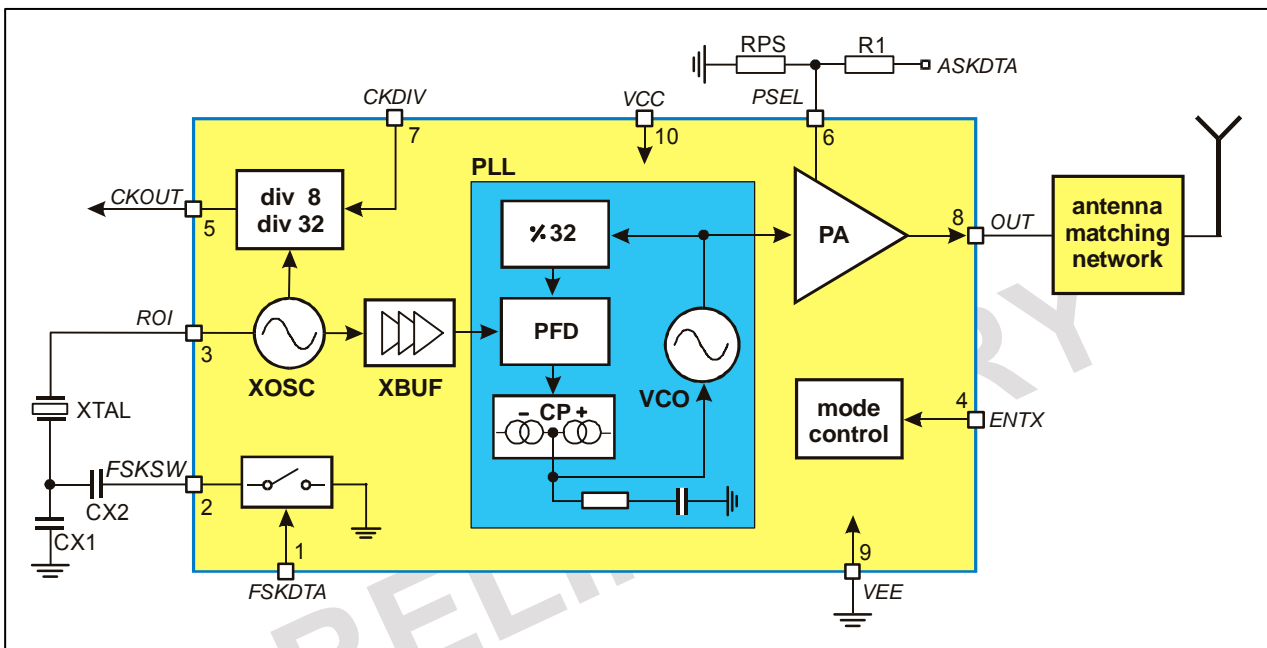 RPS
R1
ASKDTA
CKDIV
VCC
PSEL
7
10
6
PLL
CKOUT
5
div 8
div 32
٪ 32
PA
8
OUT
antenna
matching
network
ROI
3
XOSC
XBUF
PFD
VCO
XTAL
- CP +
mode
control
4
ENTX
FSKSW
2
CX2
CX1
1
FSKDTA
9
VEE
PRELIMINARY